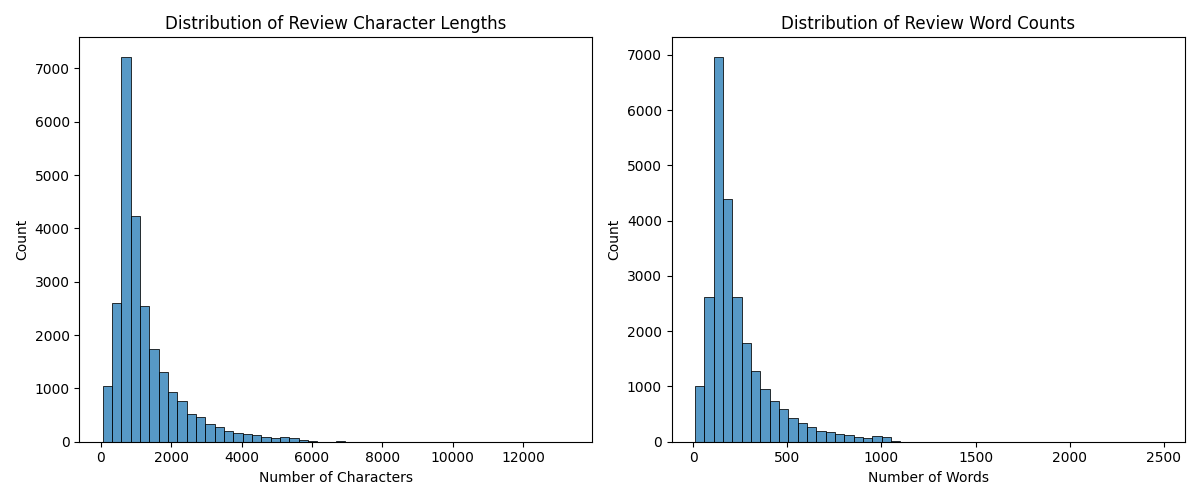 Distribution of Review Character Lengths
Count
7000
6000
5000
4000
3000
2000
1000
0
0 2000 4000 6000 8000 10000 12000
Number of Characters
Distribution of Review Word Counts
Count
7000
6000
5000
4000
3000
2000
1000
0
0 500 1000 1500 2000 2500
Number of Words